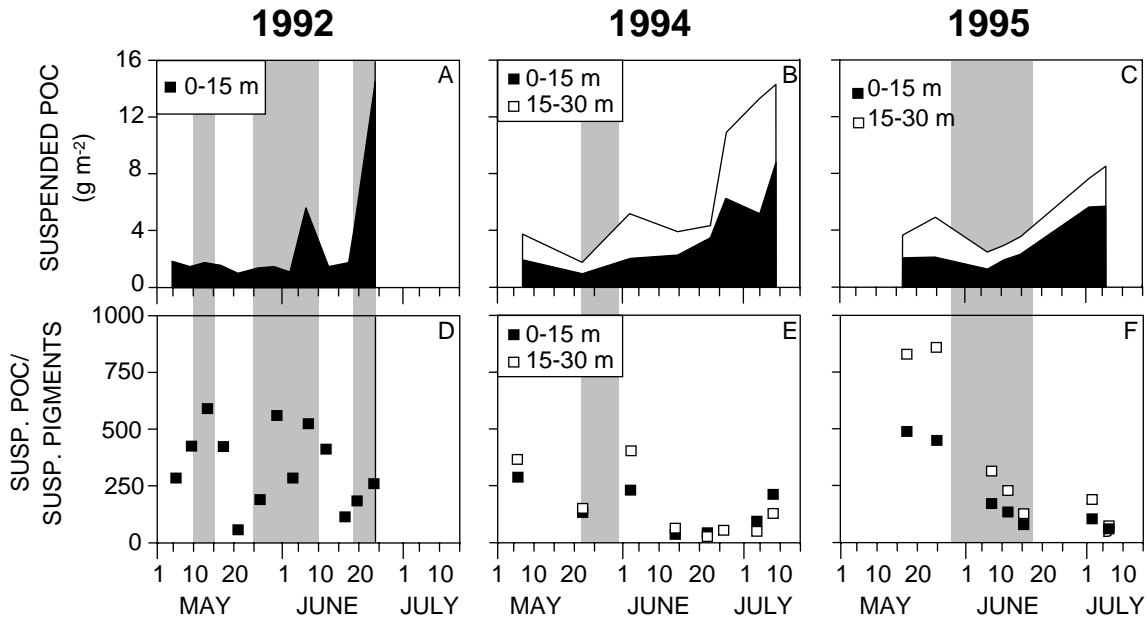 1992 1994 1995
SUSPENDED POC
(g m-2)
16
12
8
4
0
A
■ 0-15 m
B
■ 0-15 m
□ 15-30 m
C
■ 0-15 m
□ 15-30 m
SUSP. POC/
SUSP. PIGMENTS
1000
750
500
250
0
D
E
■ 0-15 m
□ 15-30 m
F
1 10 20 1 10 20 1 10
MAY JUNE JULY
1 10 20 1 10 20 1 10
MAY JUNE JULY
1 10 20 1 10 20 1 10
MAY JUNE JULY